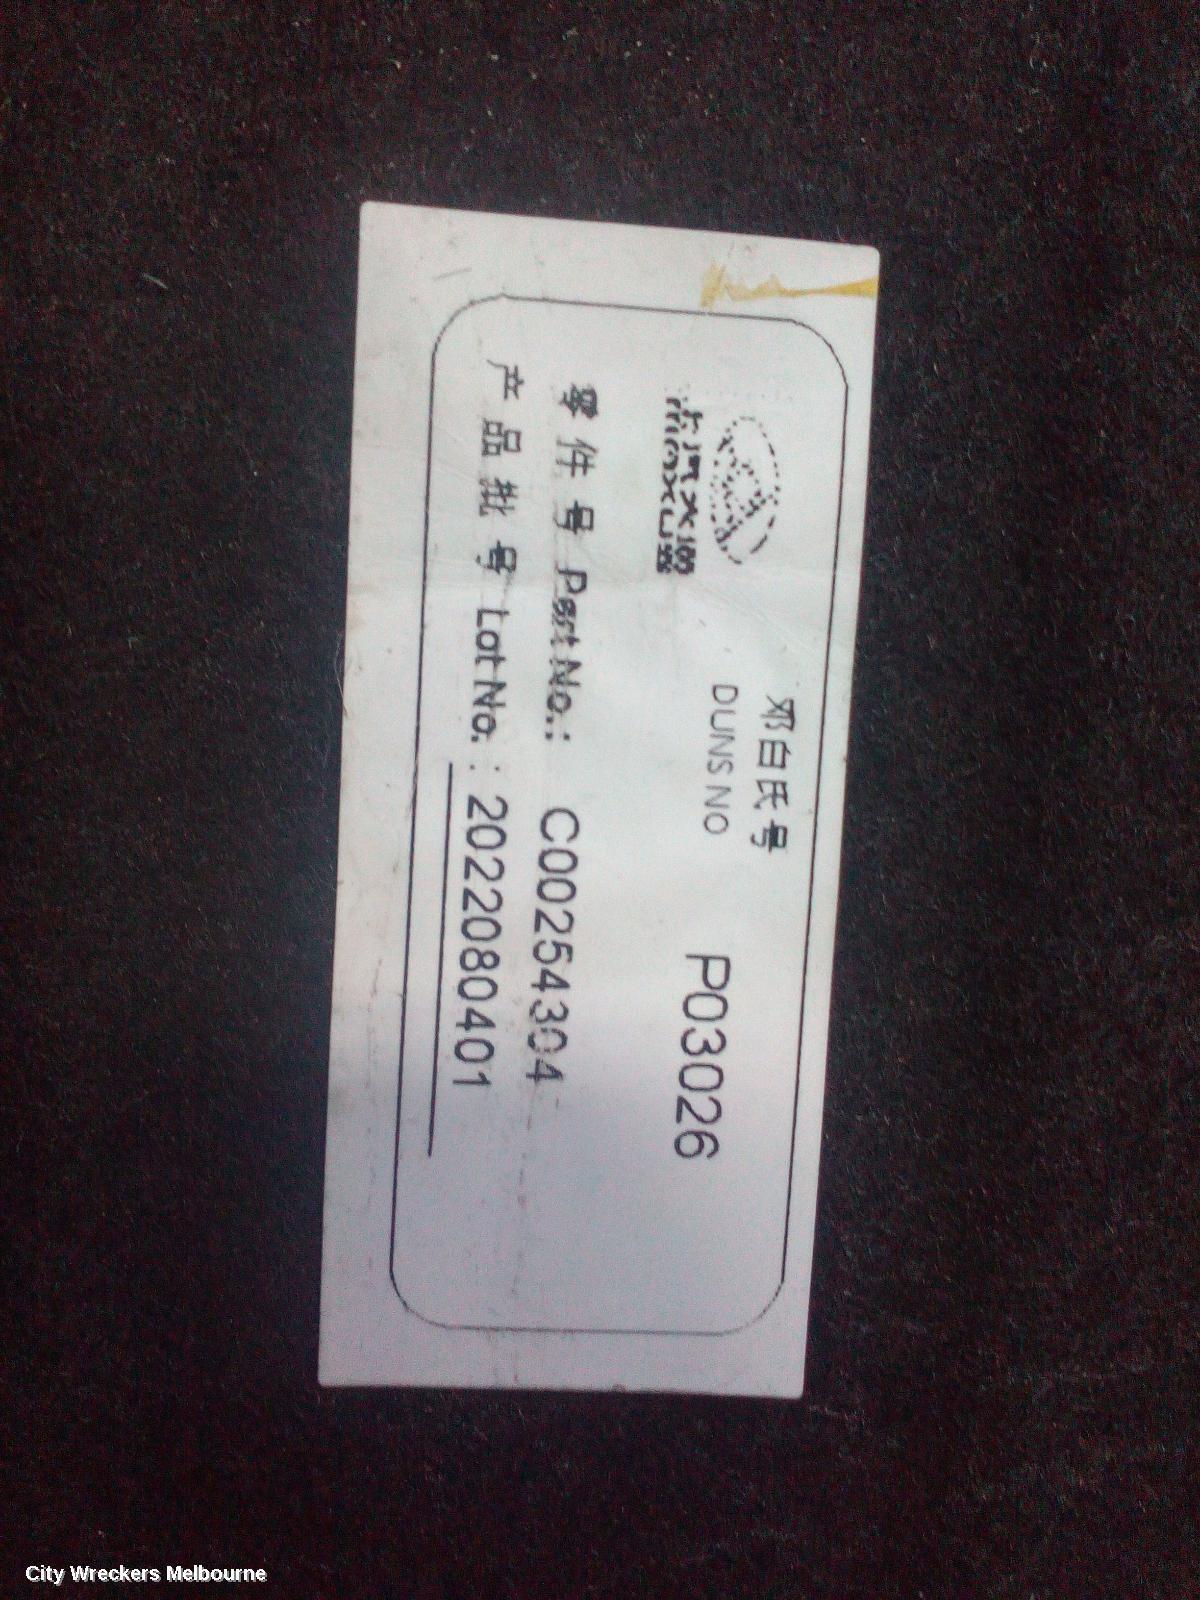 邓白氏号
DUNS NO P03026
上汽大通
maxus
零件号 Part No.: C00254304
产品批号 Lot No.: 2022080401
City Wreckers Melbourne